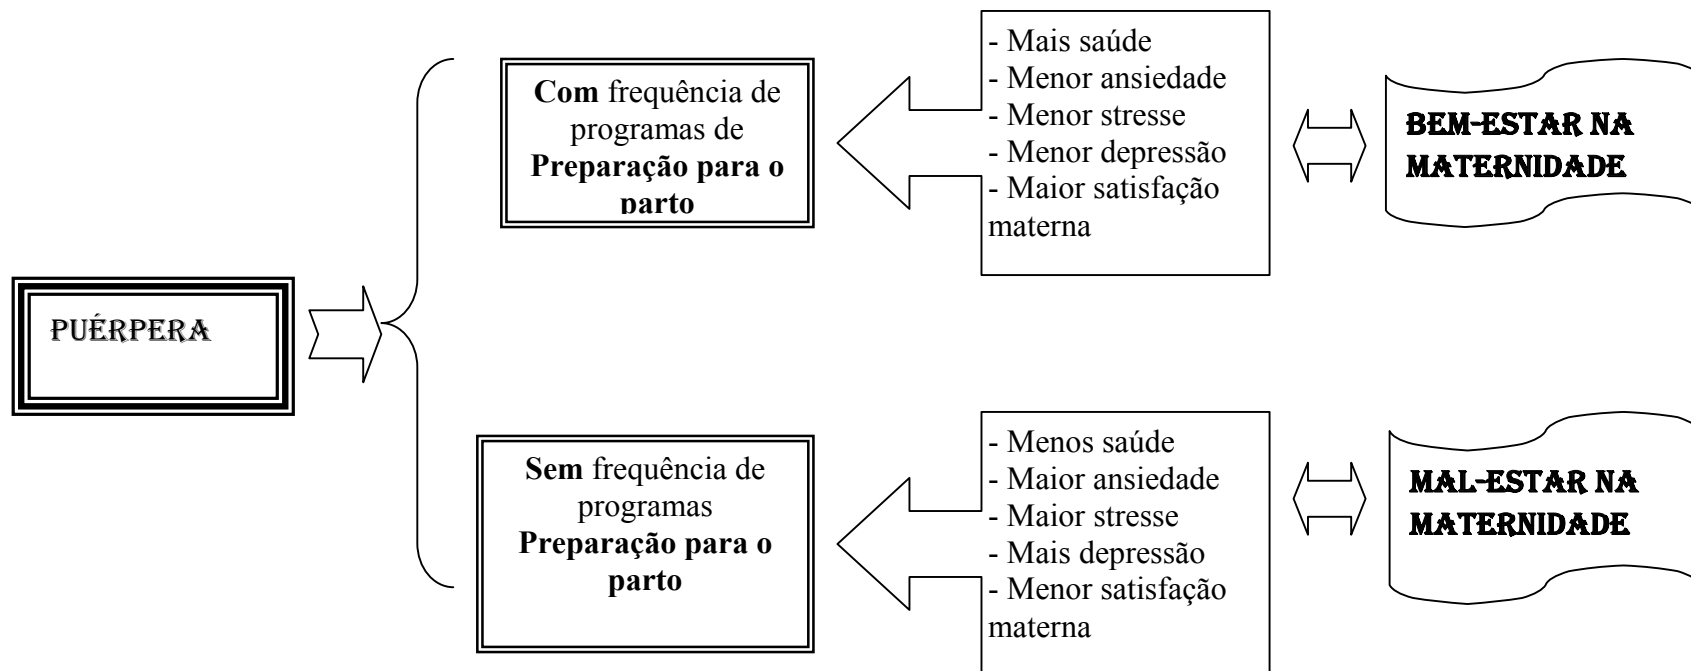 PUÉRPERA
Com frequência de
programas de
Preparação para o
parto
- Mais saúde
- Menor ansiedade
- Menor stresse
- Menor depressão
- Maior satisfação
materna
BEM-ESTAR NA
MATERNIDADE
Sem frequência de
programas
Preparação para o
parto
- Menos saúde
- Maior ansiedade
- Maior stresse
- Mais depressão
- Menor satisfação
materna
MAL-ESTAR NA
MATERNIDADE